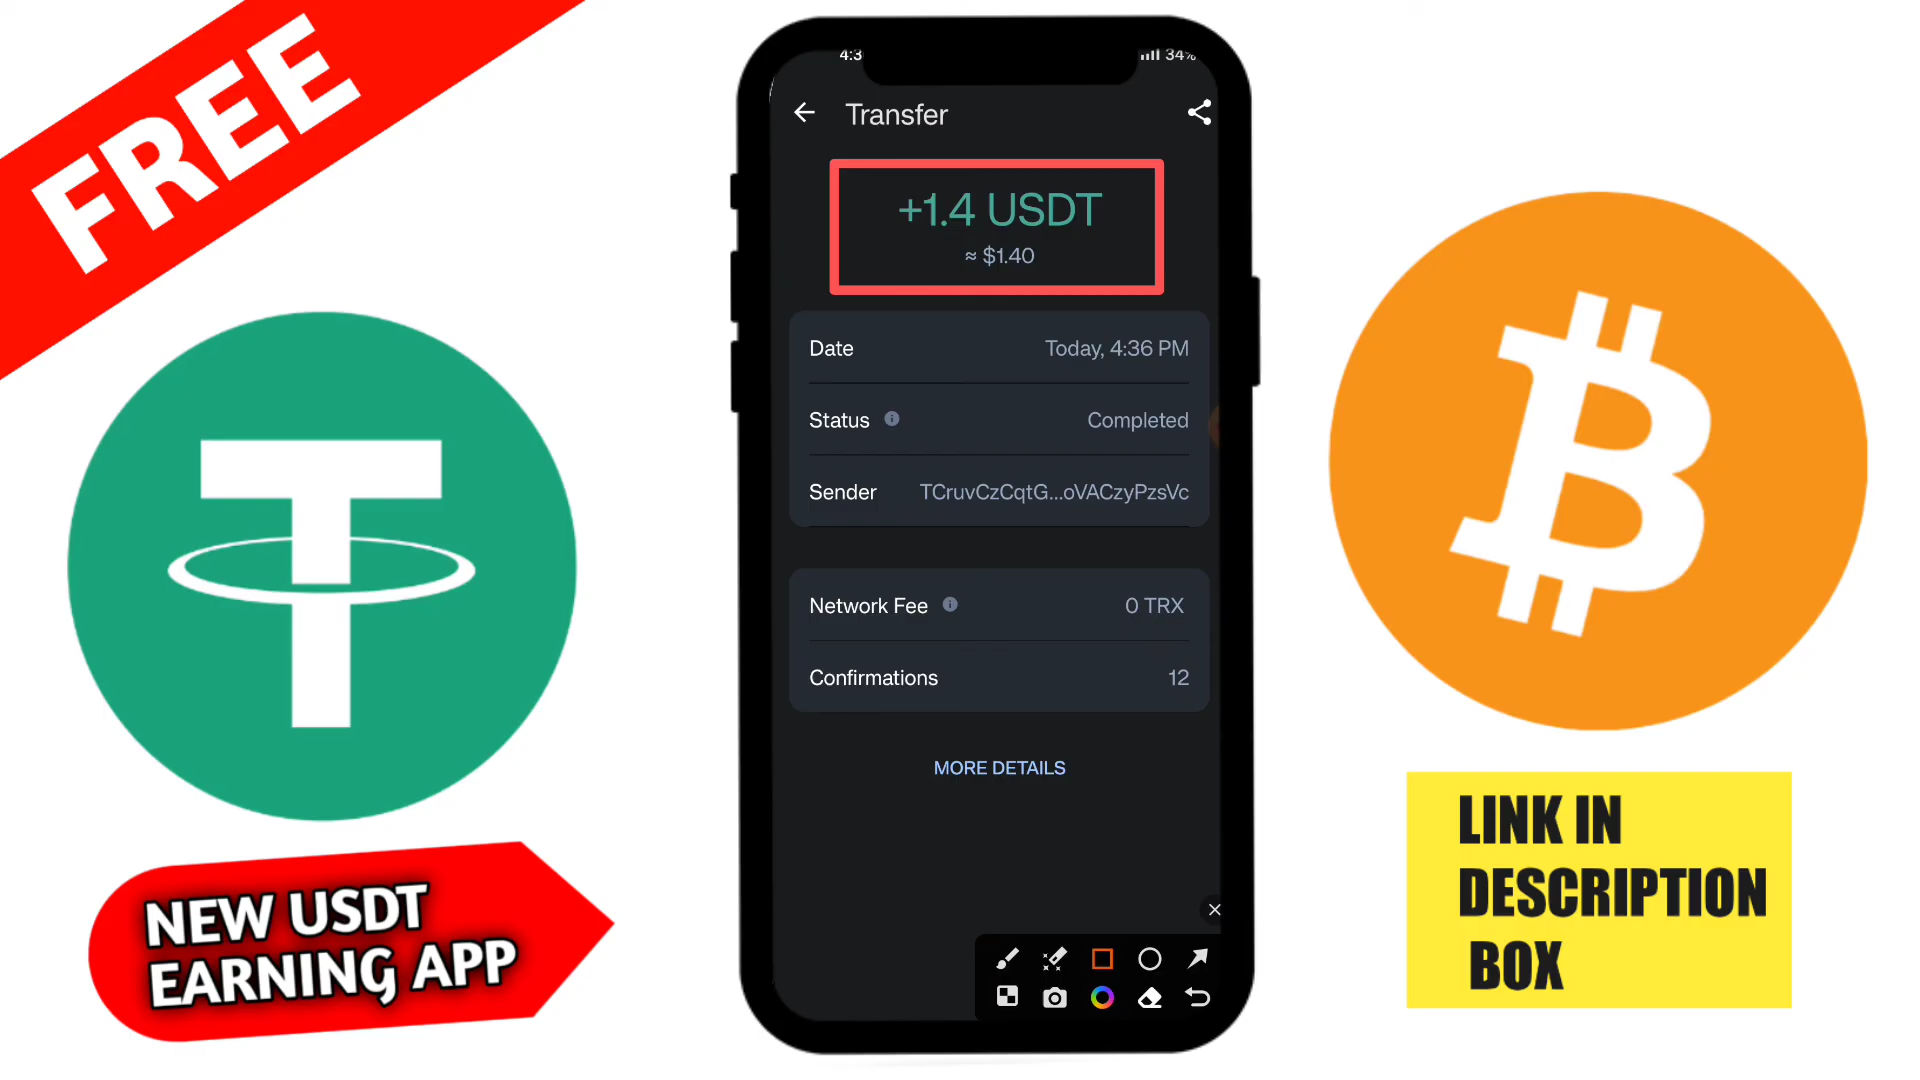 FREE
4:3
34%
Transfer
+1.4 USDT
≈ $1.40
Date Today, 4:36 PM
Status Completed
Sender TCruvCzCqtG...oVACzyPzsVc
Network Fee 0 TRX
Confirmations 12
MORE DETAILS
NEW USDT
EARNING APP
LINK IN
DESCRIPTION
BOX